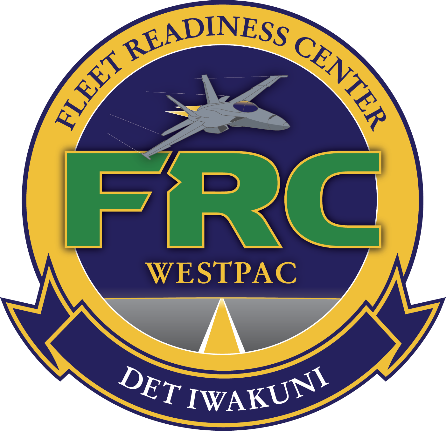 FLEET READINESS CENTER
FRC
WESTPAC
DET IWAKUNI